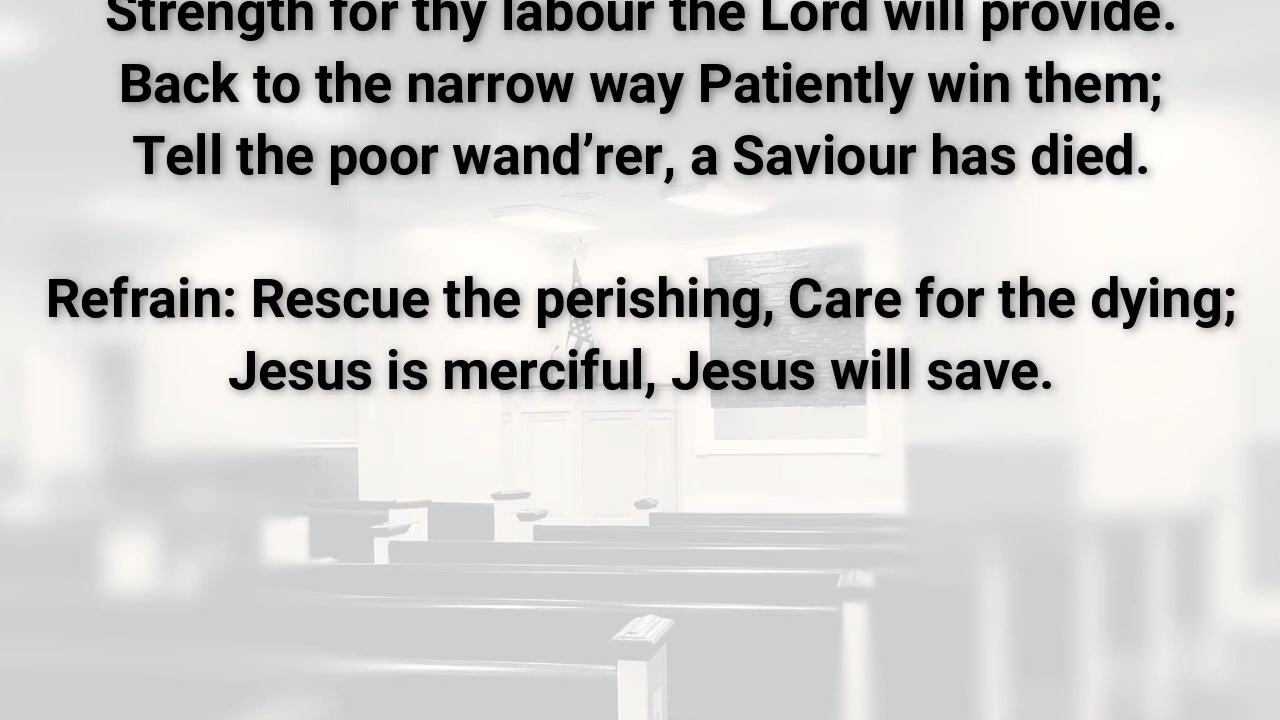 Strength for thy labour the Lord will provide.
Back to the narrow way Patiently win them;
Tell the poor wand’rer, a Saviour has died.
Refrain: Rescue the perishing, Care for the dying;
Jesus is merciful, Jesus will save.